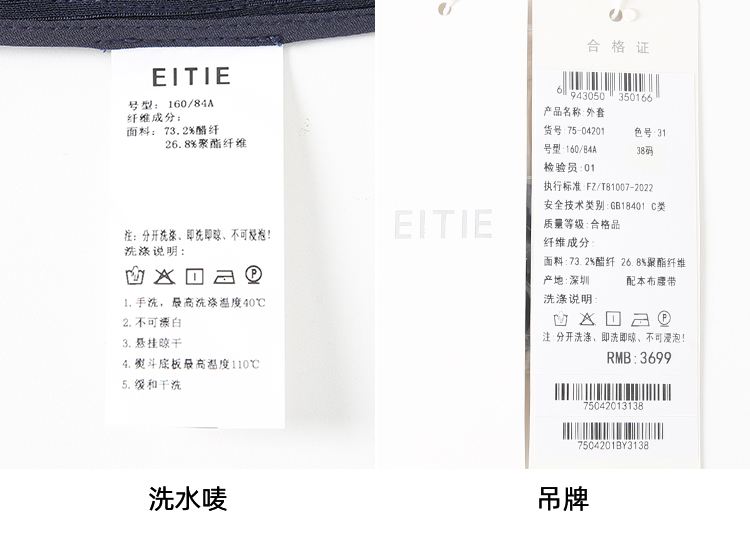 EITIE
号型: 160/84A
纤维成分:
面料: 73.2%醋纤
26.8%聚酯纤维
注: 分开洗涤、即洗即晾、不可浸泡!
洗涤说明:
1.手洗，最高洗涤温度40℃
2.不可漂白
3.悬挂晾干
4.熨斗底板最高温度110℃
5.缓和干洗
洗水唛
EITIE
合格证
6 943050 350166
产品名称:外套
货号:75-04201 色号:31
号型:160/84A 38码
检验员:01
执行标准:FZ/T81007-2022
安全技术类别:GB18401 C类
质量等级:合格品
纤维成分:
面料:73.2%醋纤 26.8%聚酯纤维
产地:深圳 配本布腰带
洗涤说明:
注:分开洗涤、即洗即晾、不可浸泡!
RMB:3699
75042013138
7504201BY3138
吊牌